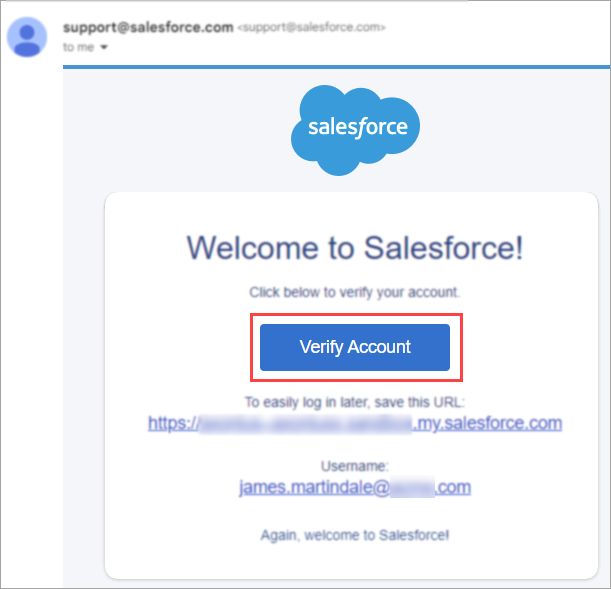 support@salesforce.com <support@salesforce.com>
to me
salesforce
Welcome to Salesforce!
Click below to verify your account.
Verify Account
To easily log in later, save this URL:
https:// .my.salesforce.com
Username:
james.martindale@ .com
Again, welcome to Salesforce!